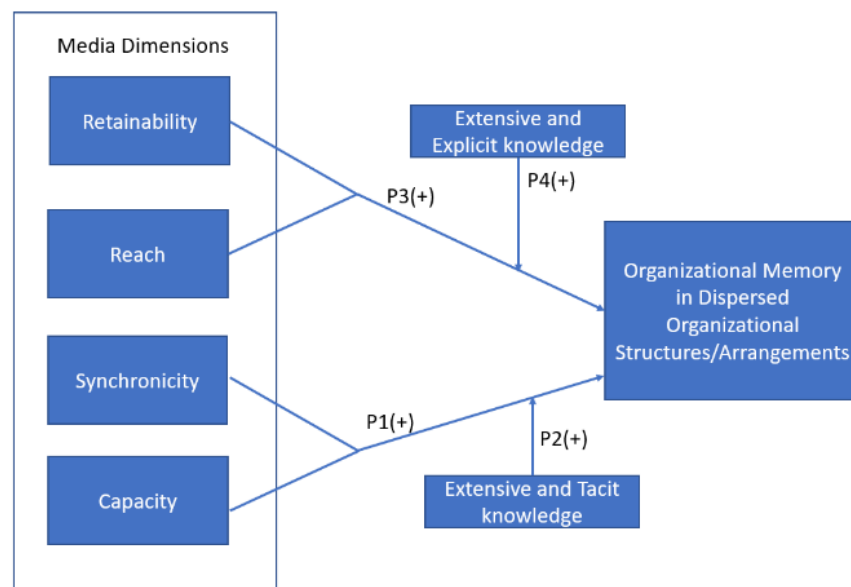 Media Dimensions
Retainability
Reach
Synchronicity
Capacity
Extensive and
Explicit knowledge
P3(+)
P4(+)
P1(+)
P2(+)
Extensive and Tacit
knowledge
Organizational Memory
in Dispersed
Organizational
Structures/Arrangements